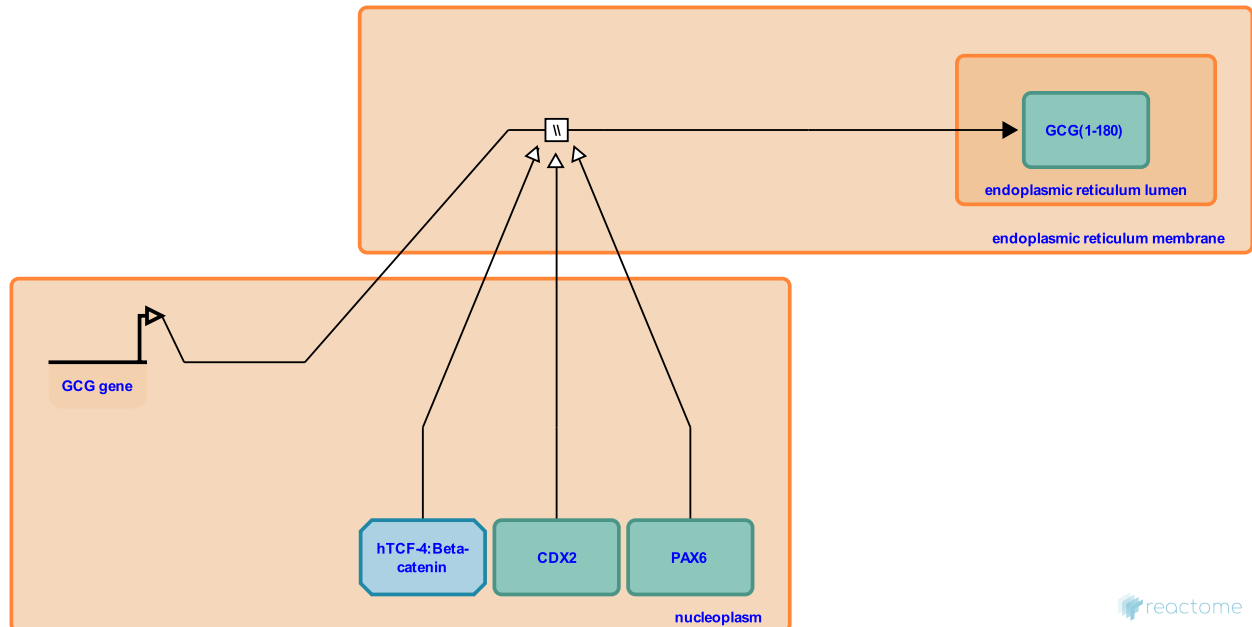 GCG(1-180)
endoplasmic reticulum lumen
endoplasmic reticulum membrane
\\
GCG gene
hTCF-4:Beta-
catenin
CDX2
PAX6
nucleoplasm
reactome